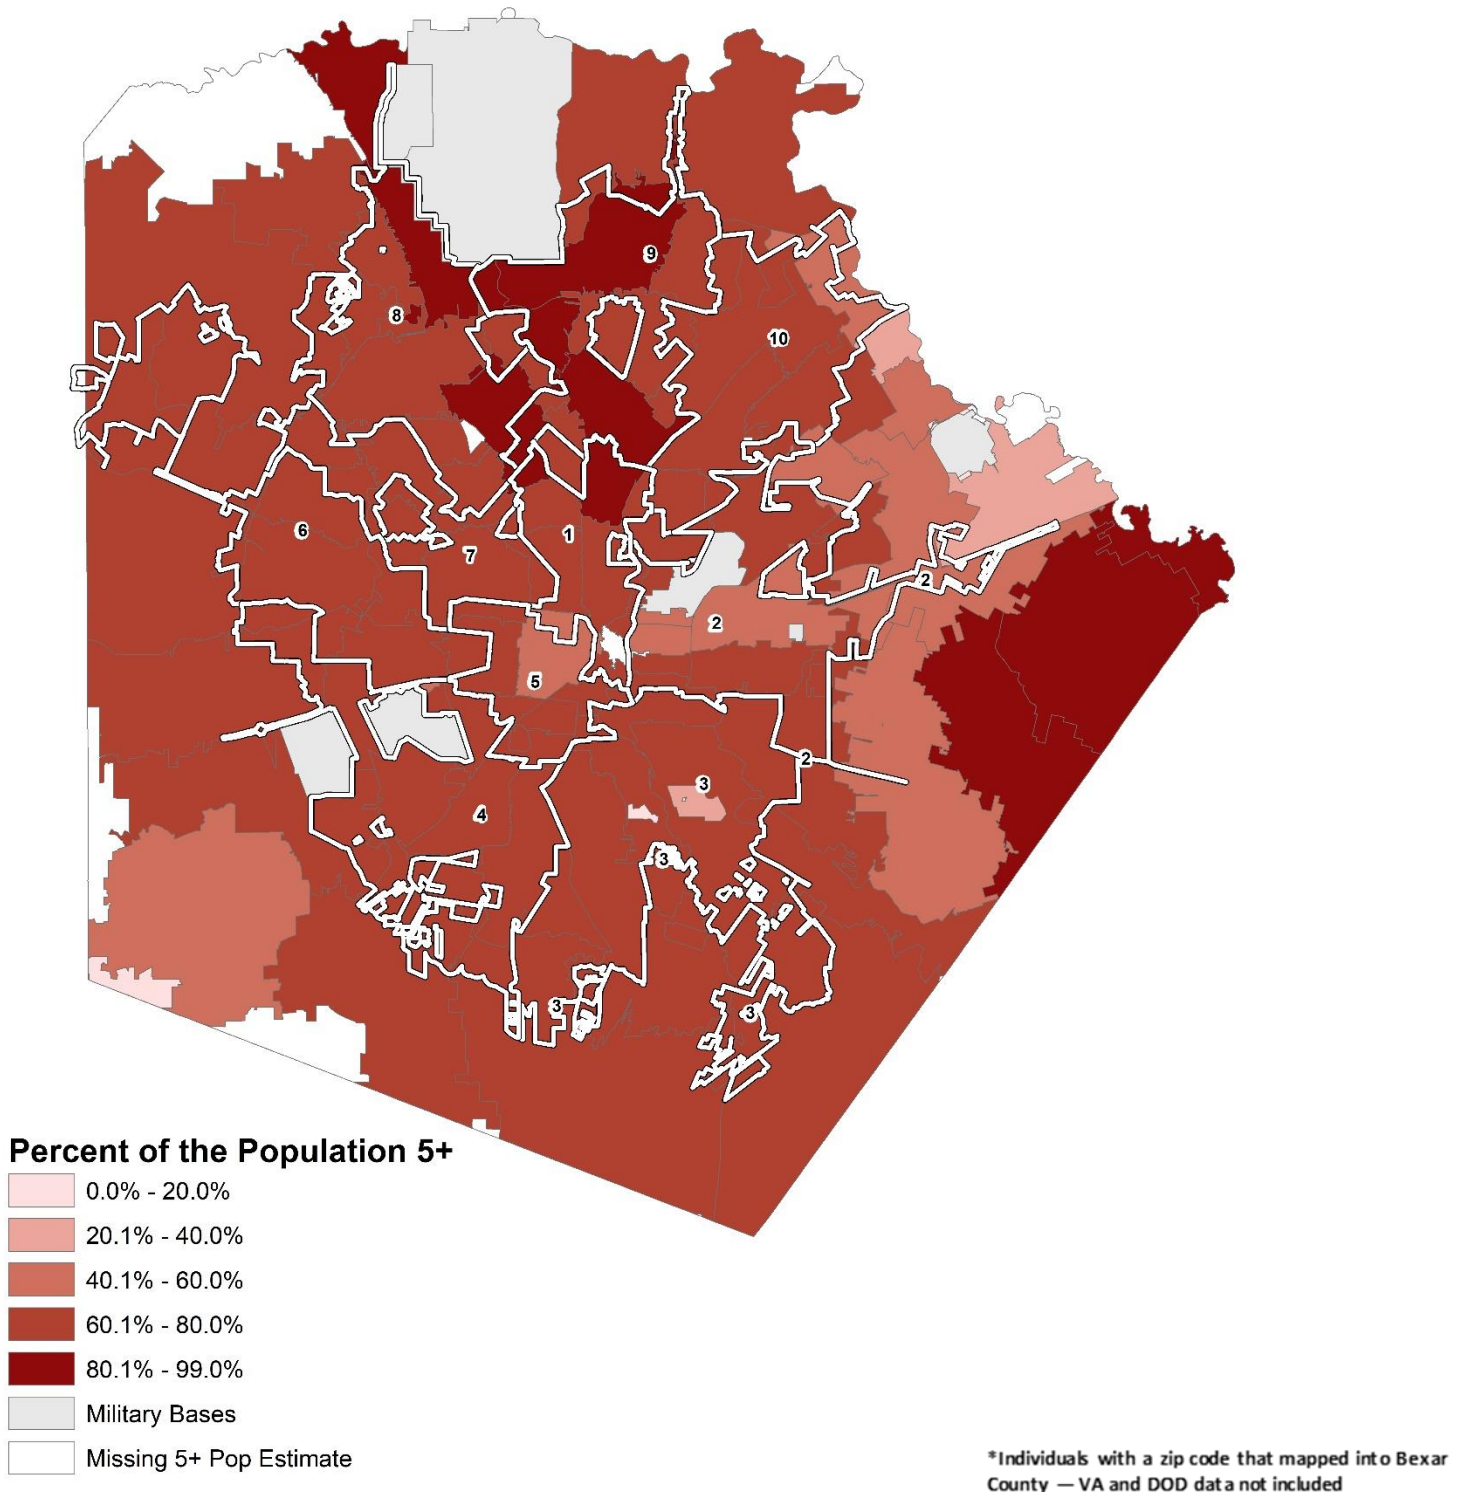 9
8
10
6
1
7
2
2
5
2
3
4
3
3
3
Percent of the Population 5+
0.0% - 20.0%
20.1% - 40.0%
40.1% - 60.0%
60.1% - 80.0%
80.1% - 99.0%
Military Bases
Missing 5+ Pop Estimate
*Individuals with a zip code that mapped into Bexar
County — VA and DOD data not included